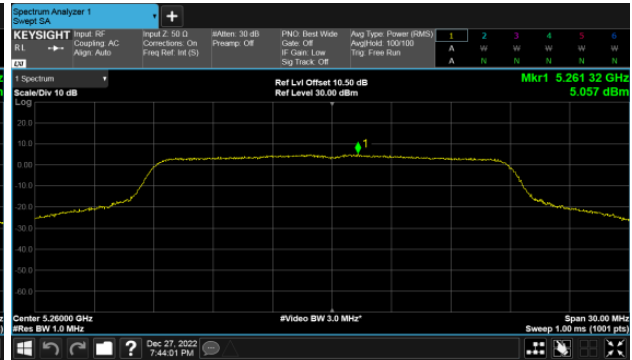 Spectrum Analyzer 1
Swept SA
+
KEYSIGHT Input: RF Input Z: 50 Ω #Atten: 30 dB PNO: Best Wide Avg Type: Power (RMS) 1 2 3 4 5 6
RL Coupling: AC Corrections: On Preamp: Off Gate: Off Avg|Hold: 100/100 A W W W W W
Align: Auto Freq Ref: Int (S) IF Gain: Low Trig: Free Run
Sig Track: Off A N N N N N
LXI
1 Spectrum Ref Lvl Offset 10.50 dB Mkr1 5.261 32 GHz
Scale/Div 10 dB Ref Level 30.00 dBm 5.057 dBm
Log
20.0
1
10.0
0.00
-10.0
-20.0
-30.0
-40.0
-50.0
-60.0
Center 5.26000 GHz #Video BW 3.0 MHz* Span 30.00 MHz
#Res BW 1.0 MHz Sweep 1.00 ms (1001 pts)
? Dec 27, 2022
7:44:01 PM